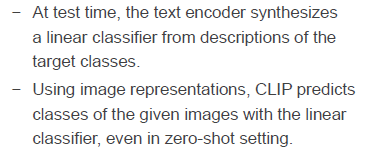 – At test time, the text encoder synthesizes
a linear classifier from descriptions of the
target classes.
– Using image representations, CLIP predicts
classes of the given images with the linear
classifier, even in zero-shot setting.